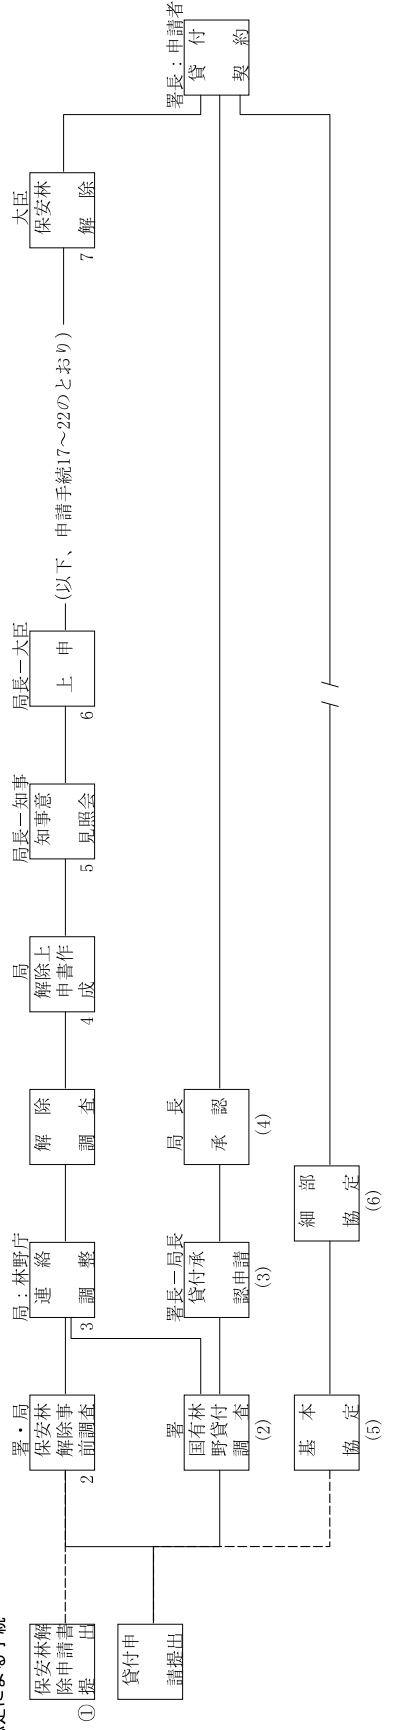 定による手続
保安林解
除申請書
提出
①
貸付申
請提出
署・局
保安林
解除事
前調査
2
局：林野庁
連絡
調整
3
解除
調査
局
解除上
申書作
成
4
局長－知事
知事意
見照会
5
局長－大臣
上申
6
(以下、申請手続17～22のとおり)
大臣
保安林
解除
7
署
国有林
野貸付
調査
(2)
署長－局長
貸付承
認申請
(3)
局長
承認
(4)
署長：申請者
貸付
契約
基本
協定
(5)
細部
協定
(6)